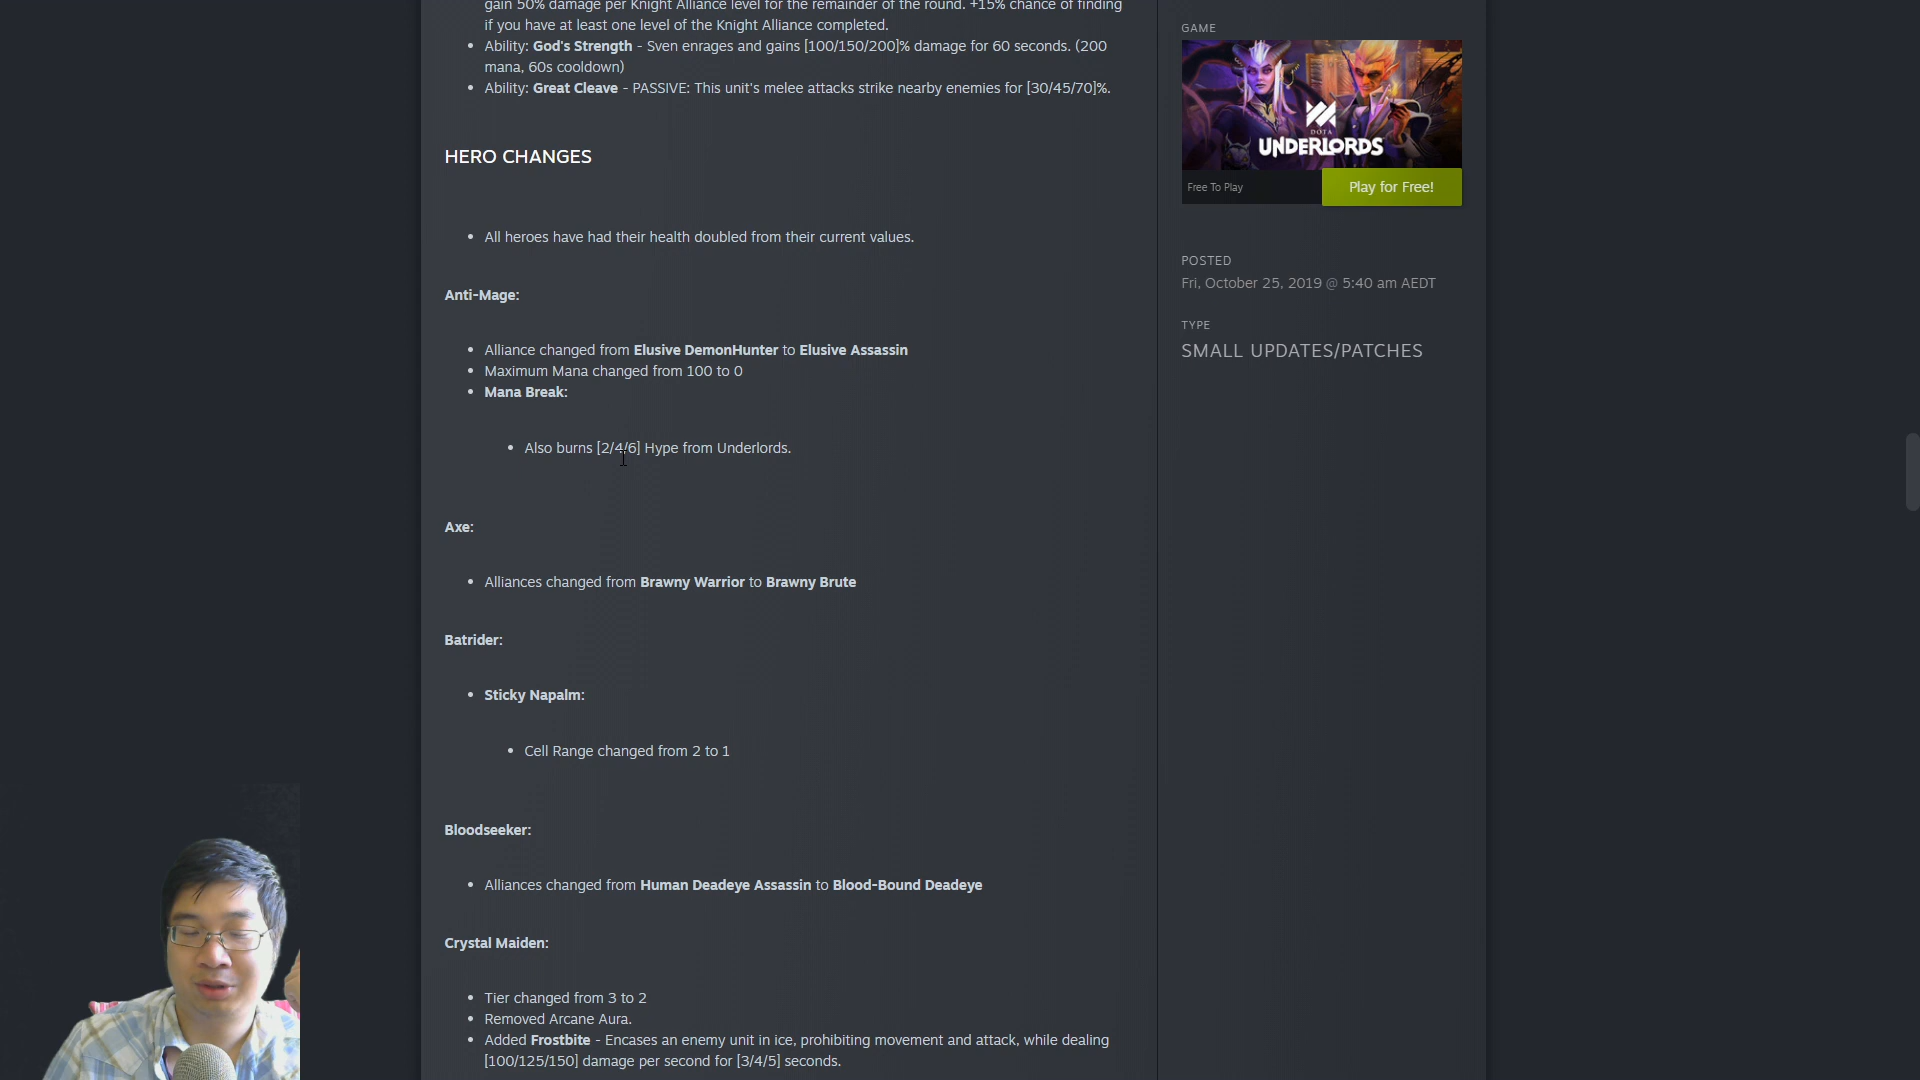 gain 50% damage per Knight Alliance level for the remainder of the round. +15% chance of finding
if you have at least one level of the Knight Alliance completed.
Ability: God's Strength - Sven enrages and gains [100/150/200]% damage for 60 seconds. (200
mana, 60s cooldown)
Ability: Great Cleave - PASSIVE: This unit's melee attacks strike nearby enemies for [30/45/70]%.
HERO CHANGES
All heroes have had their health doubled from their current values.
Anti-Mage:
Alliance changed from Elusive DemonHunter to Elusive Assassin
Maximum Mana changed from 100 to 0
Mana Break:
Also burns [2/4/6] Hype from Underlords.
Axe:
Alliances changed from Brawny Warrior to Brawny Brute
Batrider:
Sticky Napalm:
Cell Range changed from 2 to 1
Bloodseeker:
Alliances changed from Human Deadeye Assassin to Blood-Bound Deadeye
Crystal Maiden:
Tier changed from 3 to 2
Removed Arcane Aura.
Added Frostbite - Encases an enemy unit in ice, prohibiting movement and attack, while dealing
[100/125/150] damage per second for [3/4/5] seconds.
GAME
DOTA
UNDERLORDS
Free To Play
Play for Free!
POSTED
Fri, October 25, 2019 @ 5:40 am AEDT
TYPE
SMALL UPDATES/PATCHES